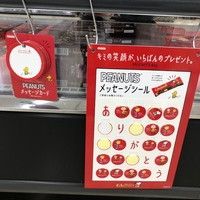 PEANUTS
メッセージカード
キミの笑顔が、いちばんのプレゼント。
PEANUTS
メッセージシール
あ
り
が
と
う